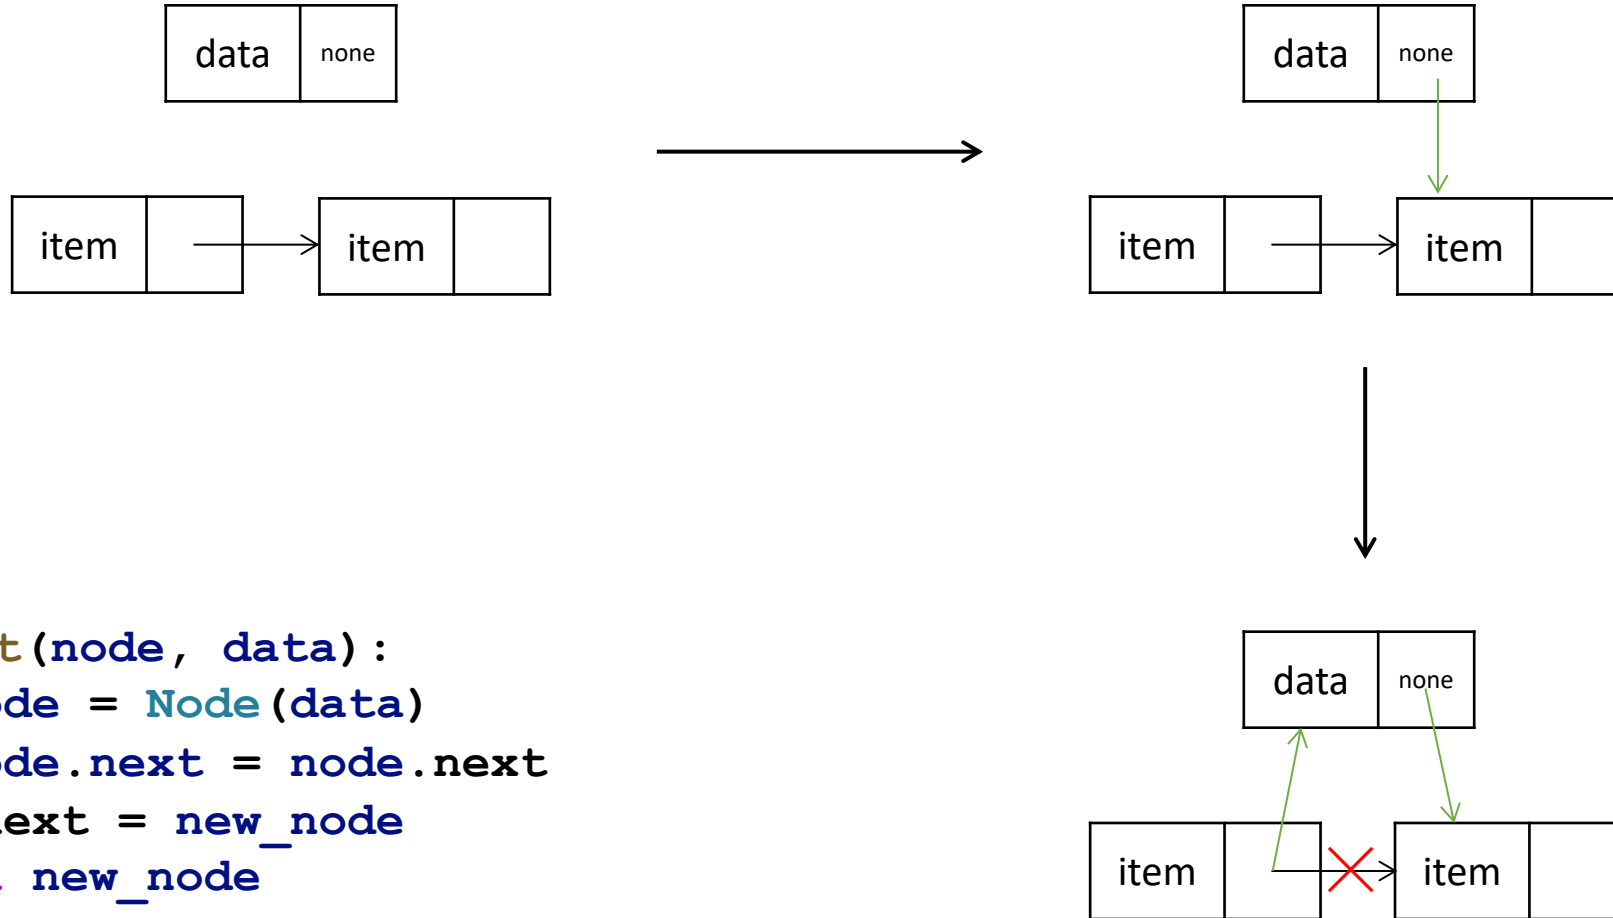 data none
data none
item item
item item
t(node, data):
de = Node(data)
de.next = node.next
ext = new_node
new_node
data none
item item